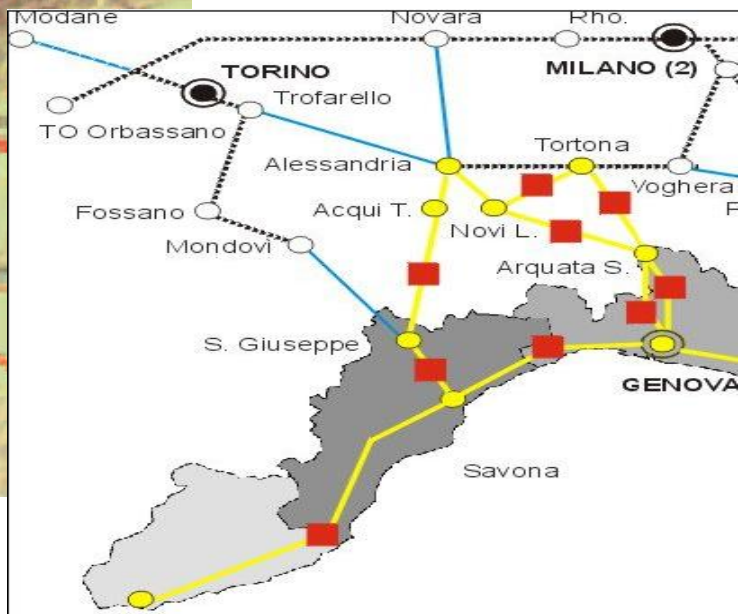 Modane
Novara
Rho.
TORINO
MILANO (2)
Trofarello
TO Orbassano
Tortona
Alessandria
Voghera
Fossano
Acqui T.
Novi L.
Mondovì
Arquata S.
S. Giuseppe
GENOVA
Savona